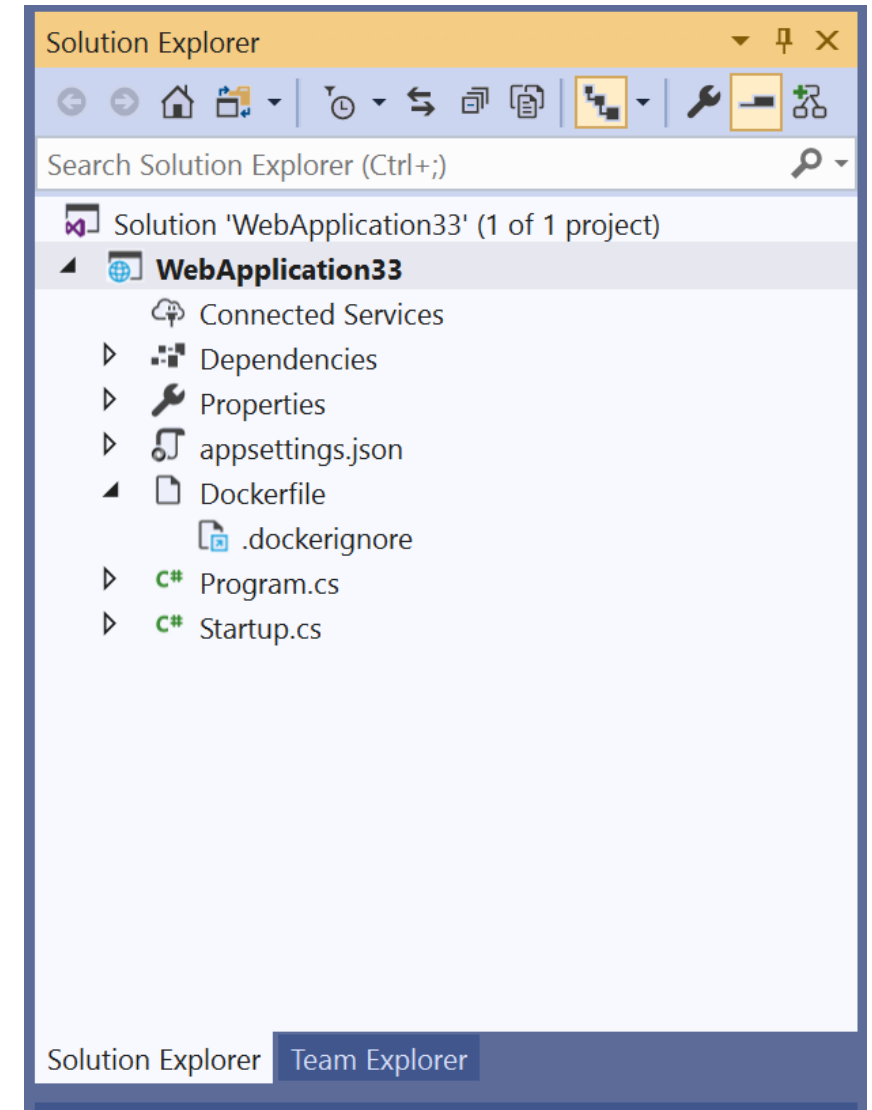 Solution Explorer
Search Solution Explorer (Ctrl+;)
Solution 'WebApplication33' (1 of 1 project)
WebApplication33
Connected Services
Dependencies
Properties
appsettings.json
Dockerfile
.dockerignore
C# Program.cs
C# Startup.cs
Solution Explorer Team Explorer